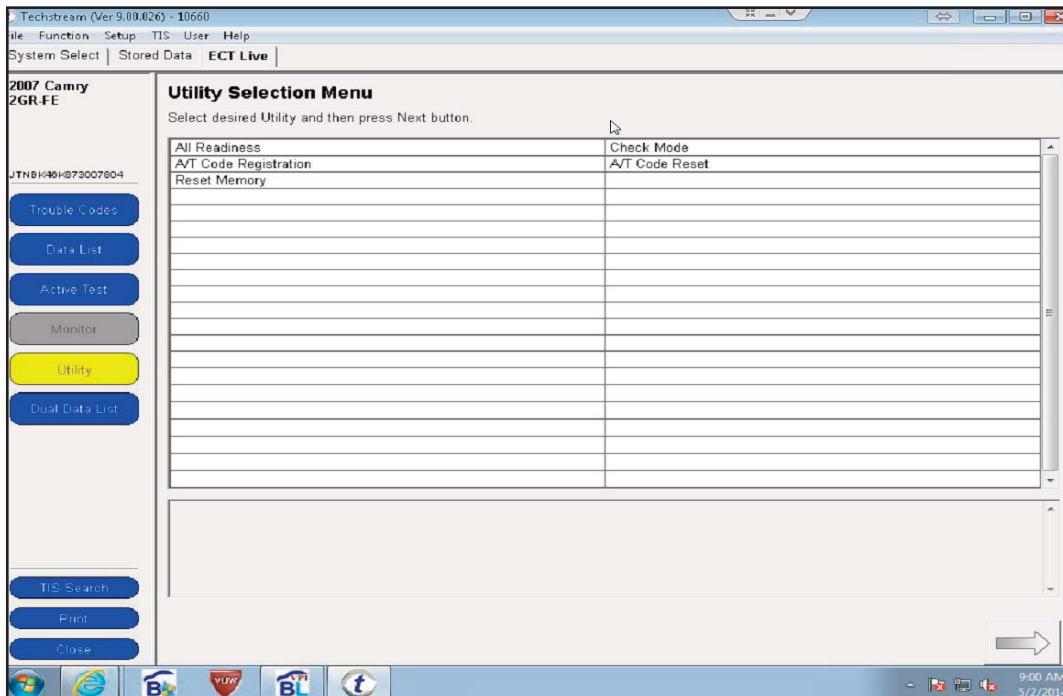 Techstream (Ver 9.00.026) - 10660
ile Function Setup TIS User Help
System Select Stored Data ECT Live
2007 Camry
2GR-FE
Utility Selection Menu
Select desired Utility and then press Next button.
All Readiness Check Mode
A/T Code Registration A/T Code Reset
Reset Memory
JTNBK46K873007804
Trouble Codes
Data List
Active Test
Monitor
Utility
Dual Data List
TIS Search
Print
Close
VUW
B CPI
t
9:00 AM